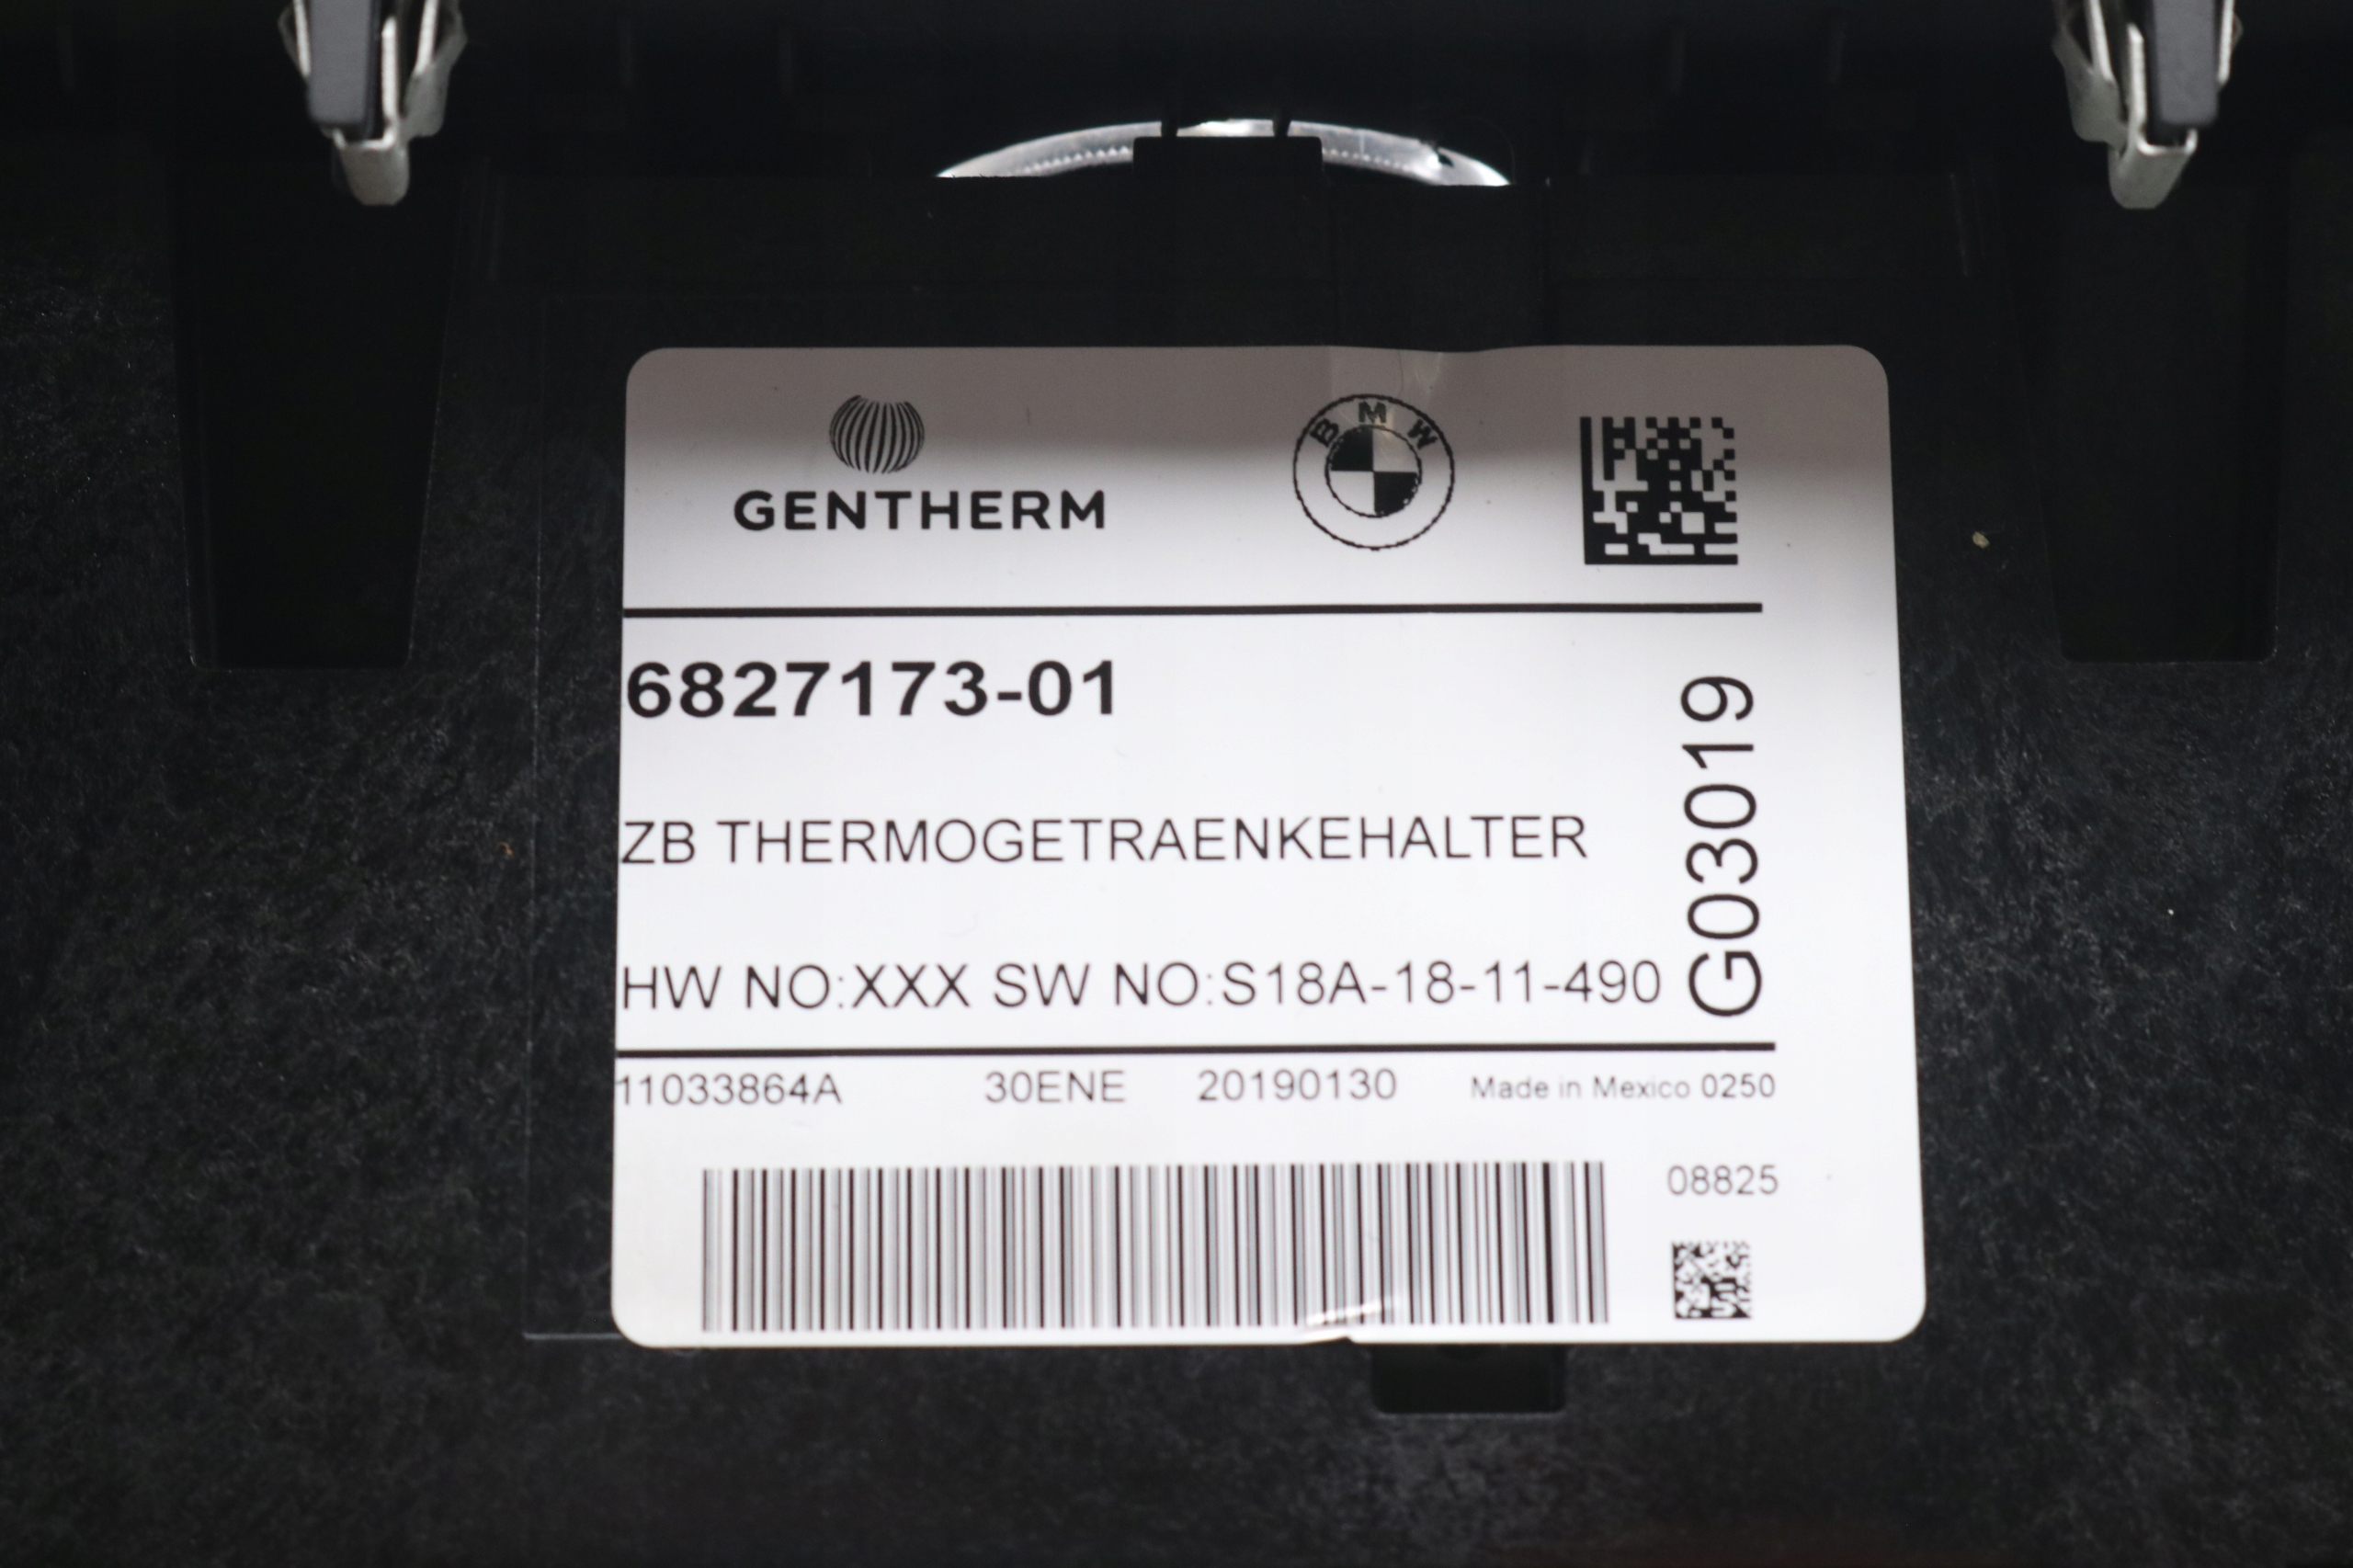 GENTHERM
BMW
6827173-01
ZB THERMOGETRAENKEHALTER
HW NO:XXX SW NO:S18A-18-11-490
G03019
11033864A 30ENE 20190130 Made in Mexico 0250
08825